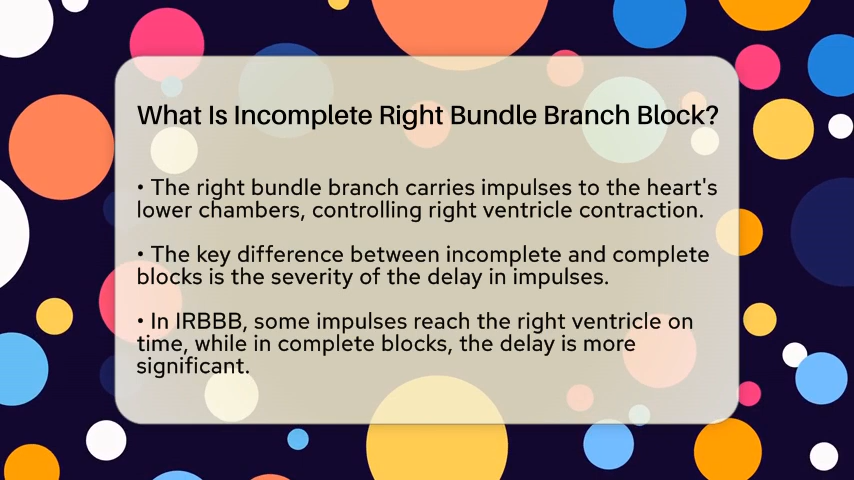 What Is Incomplete Right Bundle Branch Block?
• The right bundle branch carries impulses to the heart's
lower chambers, controlling right ventricle contraction.
• The key difference between incomplete and complete
blocks is the severity of the delay in impulses.
• In IRBBB, some impulses reach the right ventricle on
time, while in complete blocks, the delay is more
significant.